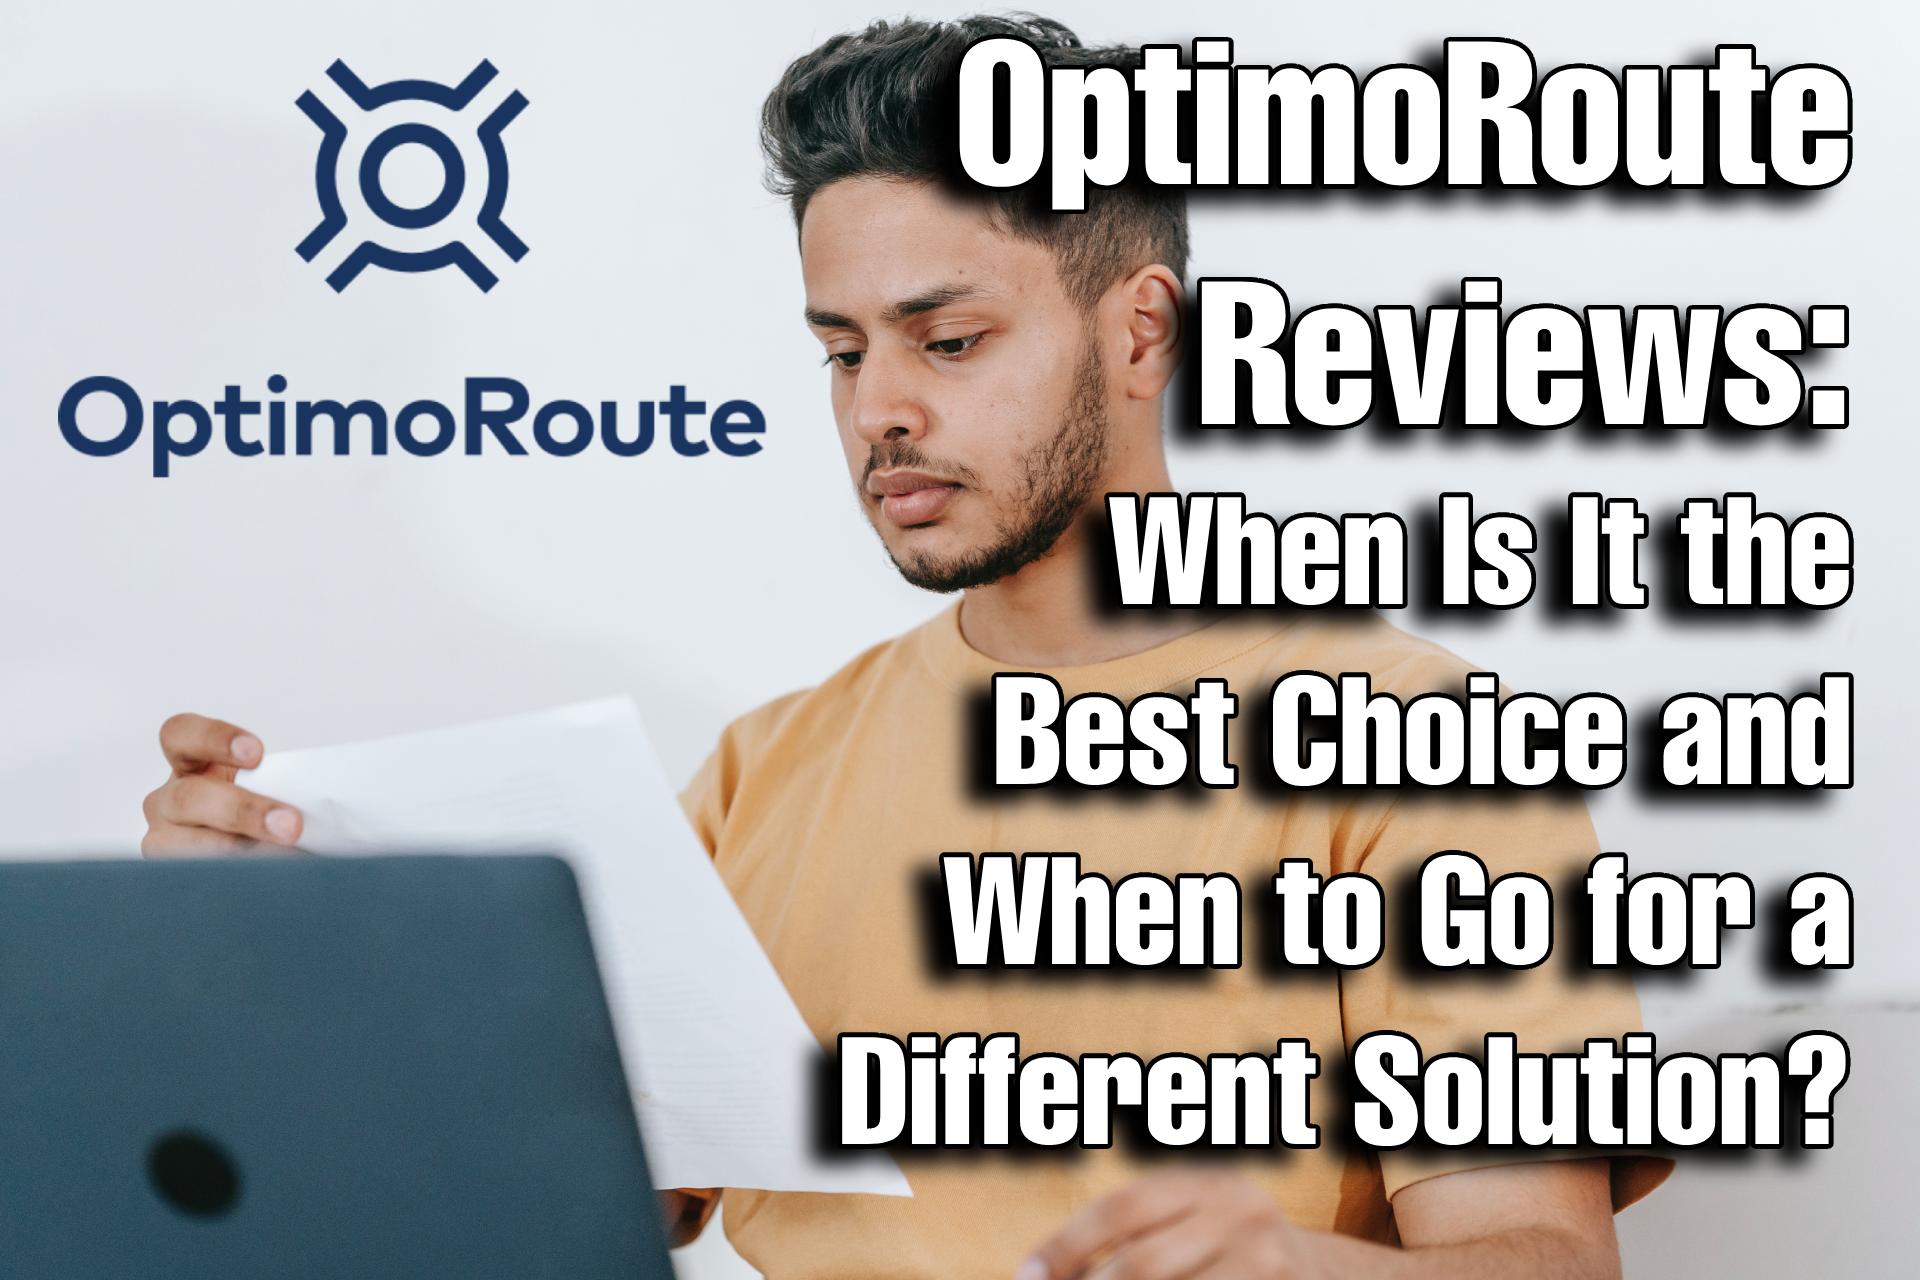 OptimoRoute
OptimoRoute
Reviews:
When Is It the
Best Choice and
When to Go for a
Different Solution?